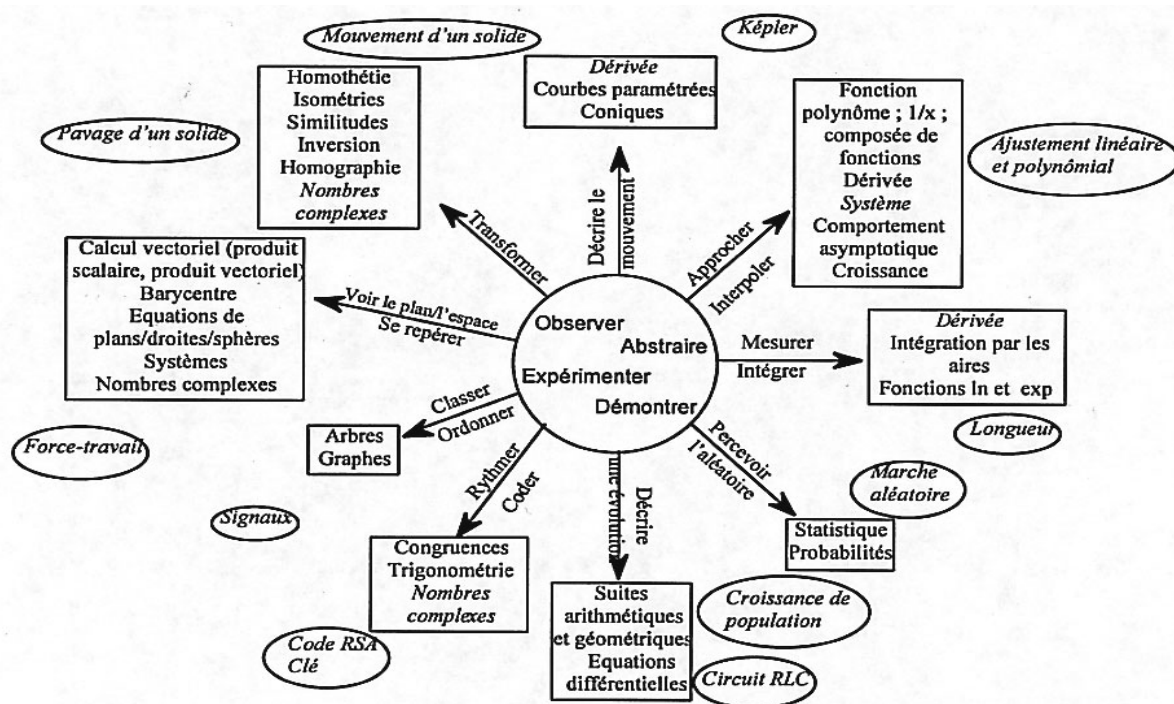 Mouvement d'un solide
Képler
Homothétie
Isométries
Similitudes
Inversion
Homographie
Nombres
complexes
Dérivée
Courbes paramétrées
Coniques
Fonction
polynôme ; 1/x ;
composée de
fonctions
Dérivée
Système
Comportement
asymptotique
Croissance
Pavage d'un solide
Ajustement linéaire
et polynômial
Transformer
Décrire le
mouvement
Approcher
Interpoler
Calcul vectoriel (produit
scalaire, produit vectoriel)
Barycentre
Equations de
plans/droites/sphères
Systèmes
Nombres complexes
Voir le plan/l'espace
Se repérer
Observer
Abstraire
Expérimenter
Démontrer
Mesurer
Intégrer
Dérivée
Intégration par les
aires
Fonctions ln et exp
Longueur
Classer
Ordonner
Arbres
Graphes
Force-travail
Percevoir
l'aléatoire
Marche
aléatoire
Statistique
Probabilités
Rythmer
Coder
Signaux
Décrire
une évolution
Congruences
Trigonométrie
Nombres
complexes
Code RSA
Clé
Suites
arithmétiques
et géométriques
Equations
différentielles
Croissance de
population
Circuit RLC